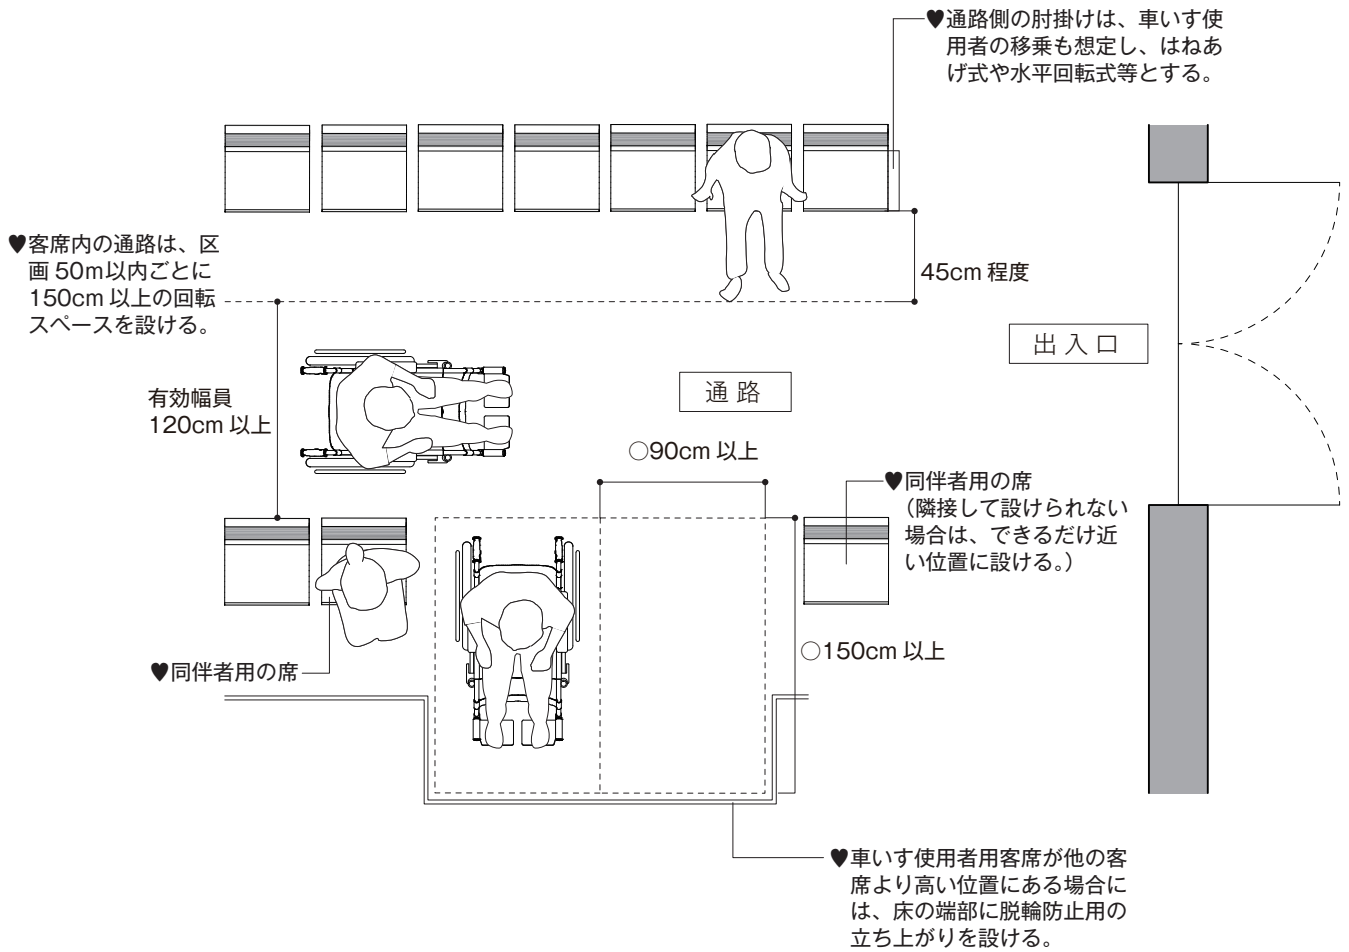 ♥通路側の肘掛けは、車いす使
用者の移乗も想定し、はねあ
げ式や水平回転式等とする。
♥客席内の通路は、区
画 50m以内ごとに
150cm 以上の回転
スペースを設ける。
45cm 程度
出入口
有効幅員
120cm 以上
通路
○90cm 以上
♥同伴者用の席
（隣接して設けられない
場合は、できるだけ近
い位置に設ける。）
○150cm 以上
♥同伴者用の席
♥車いす使用者用客席が他の客
席より高い位置にある場合に
は、床の端部に脱輪防止用の
立ち上がりを設ける。